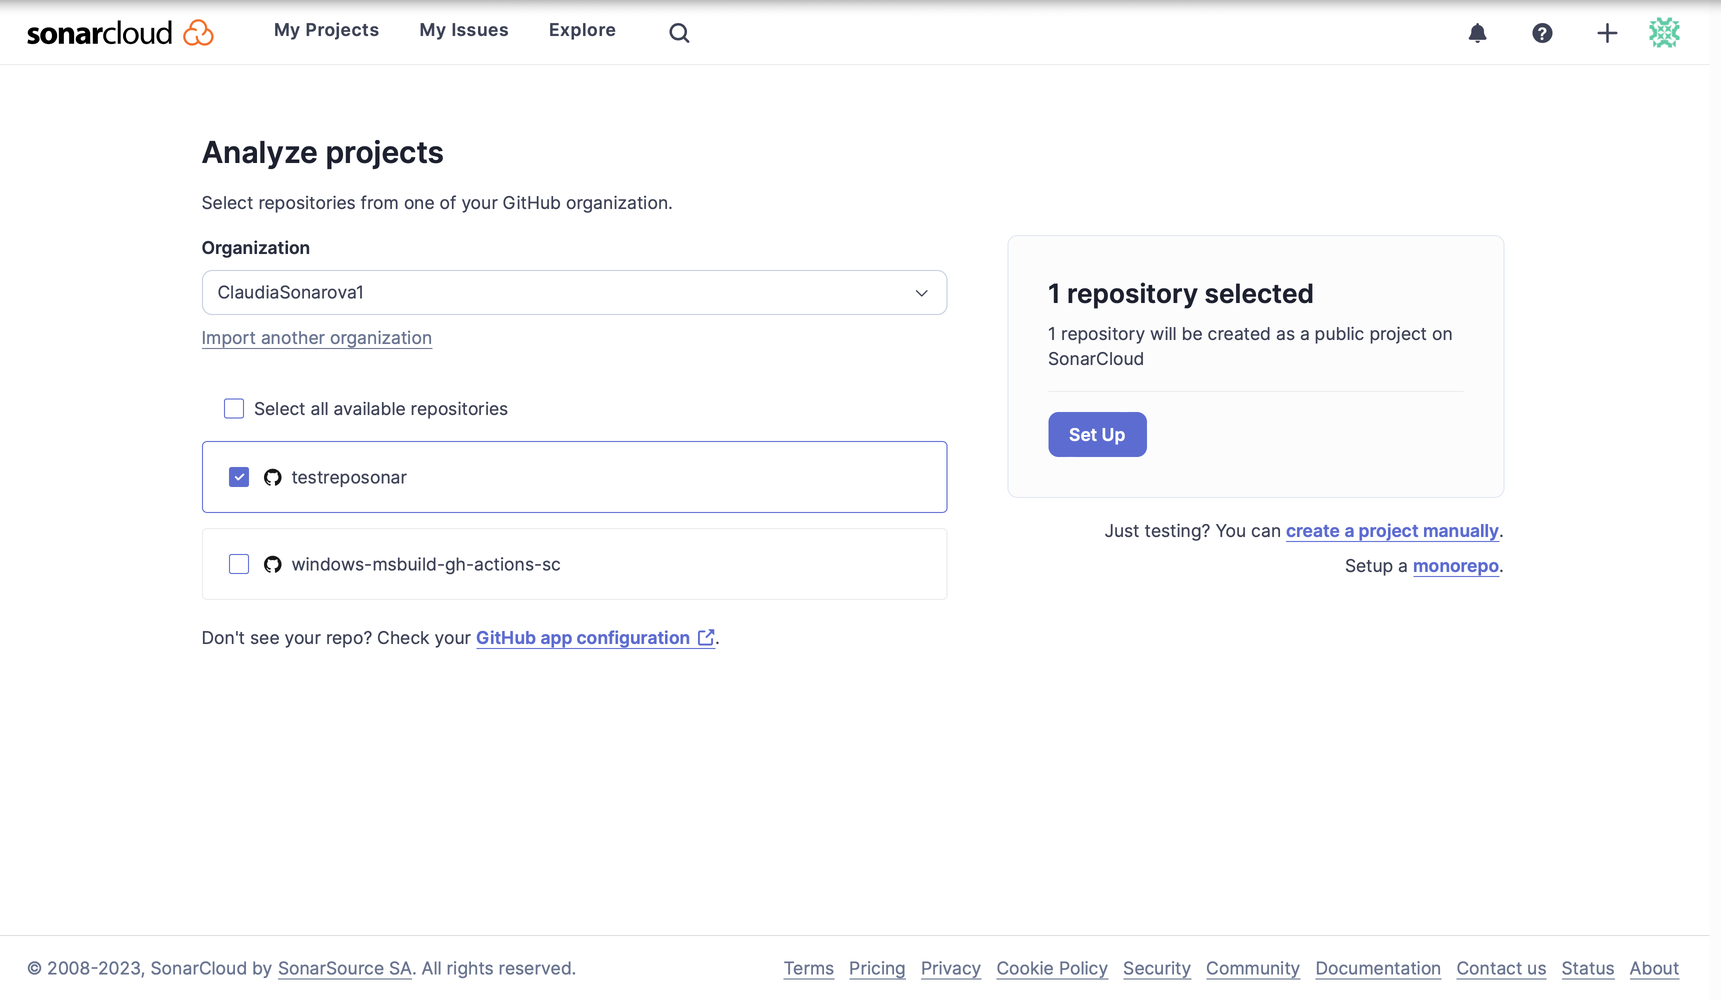 sonarcloud
My Projects
My Issues
Explore
Analyze projects
Select repositories from one of your GitHub organization.
Organization
ClaudiaSonarova1
Import another organization
Select all available repositories
testreposonar
windows-msbuild-gh-actions-sc
Don't see your repo? Check your GitHub app configuration.
1 repository selected
1 repository will be created as a public project on
SonarCloud
Set Up
Just testing? You can create a project manually.
Setup a monorepo.
© 2008-2023, SonarCloud by SonarSource SA. All rights reserved.
Terms
Pricing
Privacy
Cookie Policy
Security
Community
Documentation
Contact us
Status
About